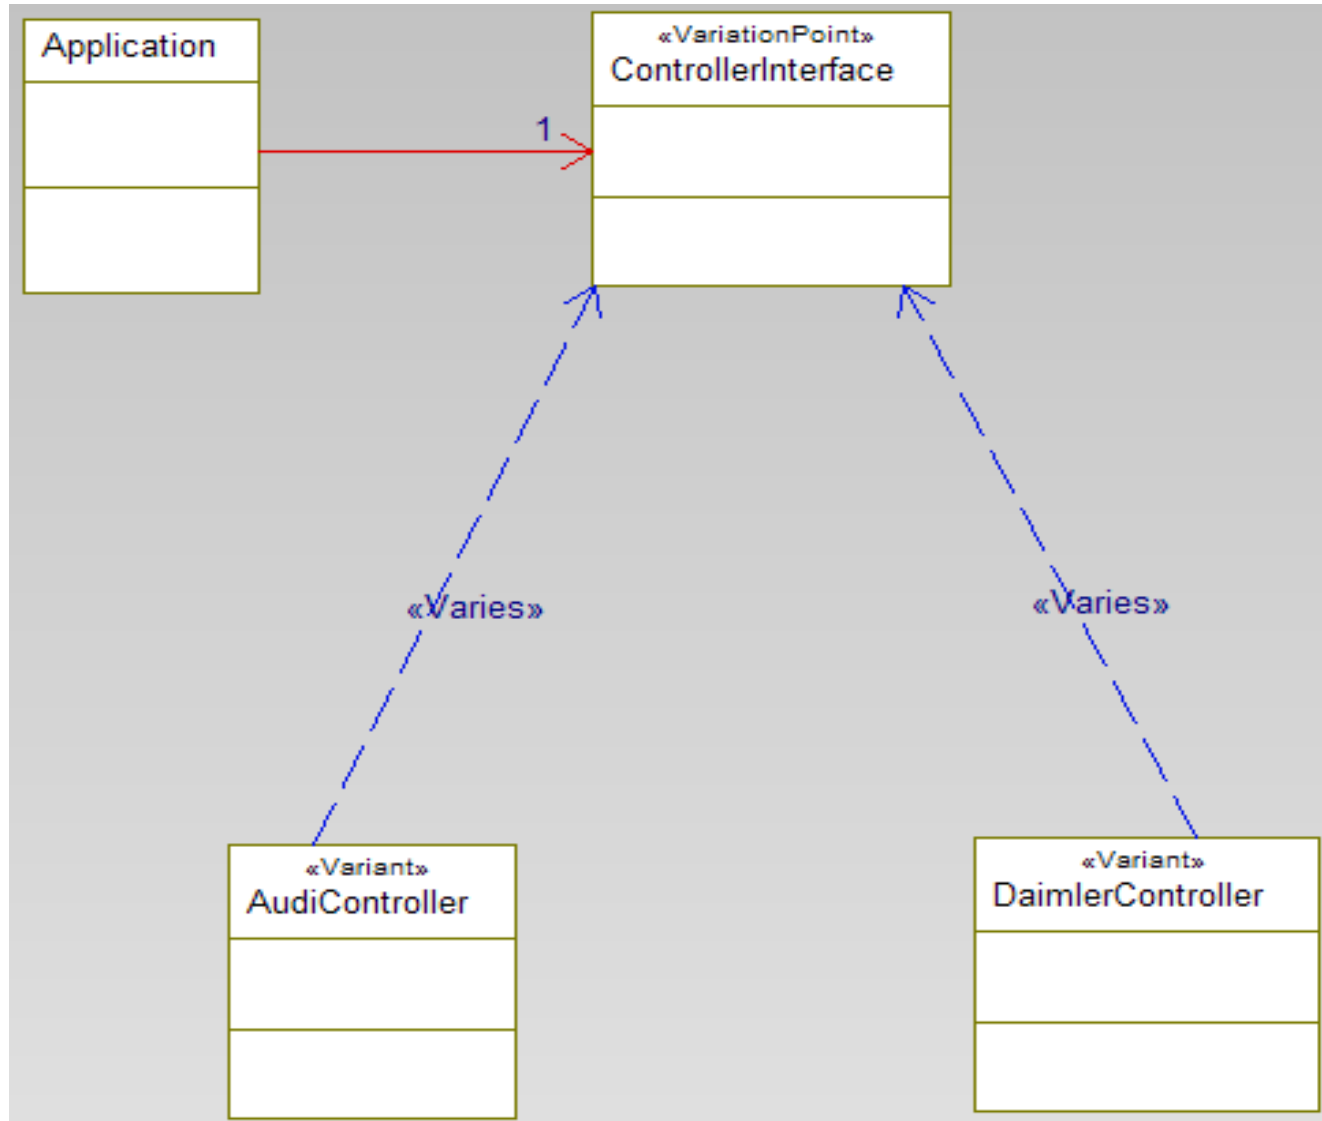 Application
«VariationPoint»
ControllerInterface
1
«Varies»
«Varies»
«Variant»
AudiController
«Variant»
DaimlerController